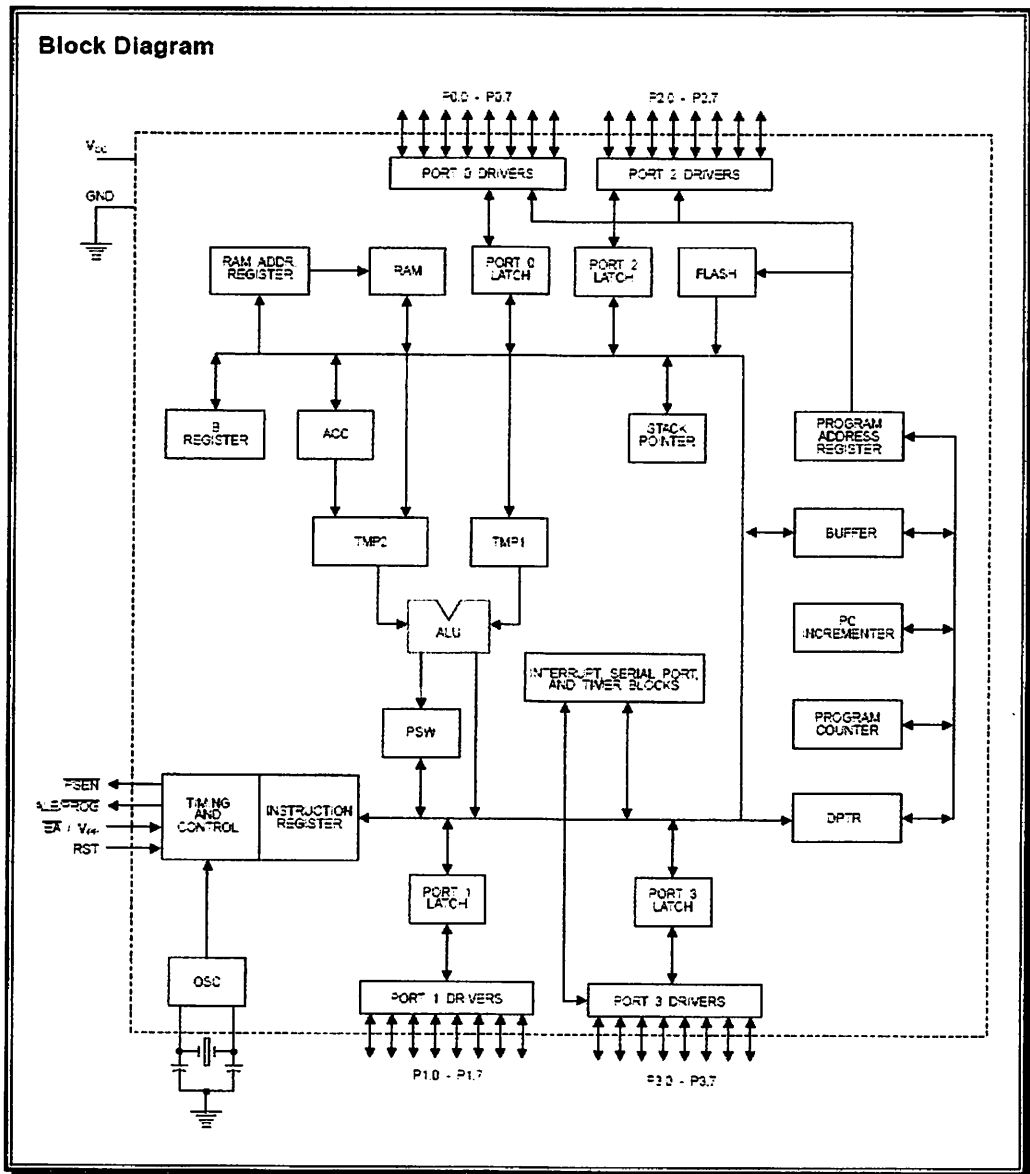 Block Diagram
P0.0 - P0.7
P2.0 - P2.7
VCC
PORT 0 DRIVERS
PORT 2 DRIVERS
GND
RAM ADDR.
REGISTER
RAM
PORT 0
LATCH
PORT 2
LATCH
FLASH
B
REGISTER
ACC
STACK
POINTER
PROGRAM
ADDRESS
REGISTER
TMP2
TMP1
BUFFER
ALU
PC
INCREMENTER
INTERRUPT, SERIAL PORT,
AND TIMER BLOCKS
PSW
PROGRAM
COUNTER
PSEN
ALE/PROG
EA / VPP
RST
TIMING
AND
CONTROL
INSTRUCTION
REGISTER
DPTR
PORT 1
LATCH
PORT 3
LATCH
OSC
PORT 1 DRIVERS
PORT 3 DRIVERS
P1.0 - P1.7
P3.0 - P3.7